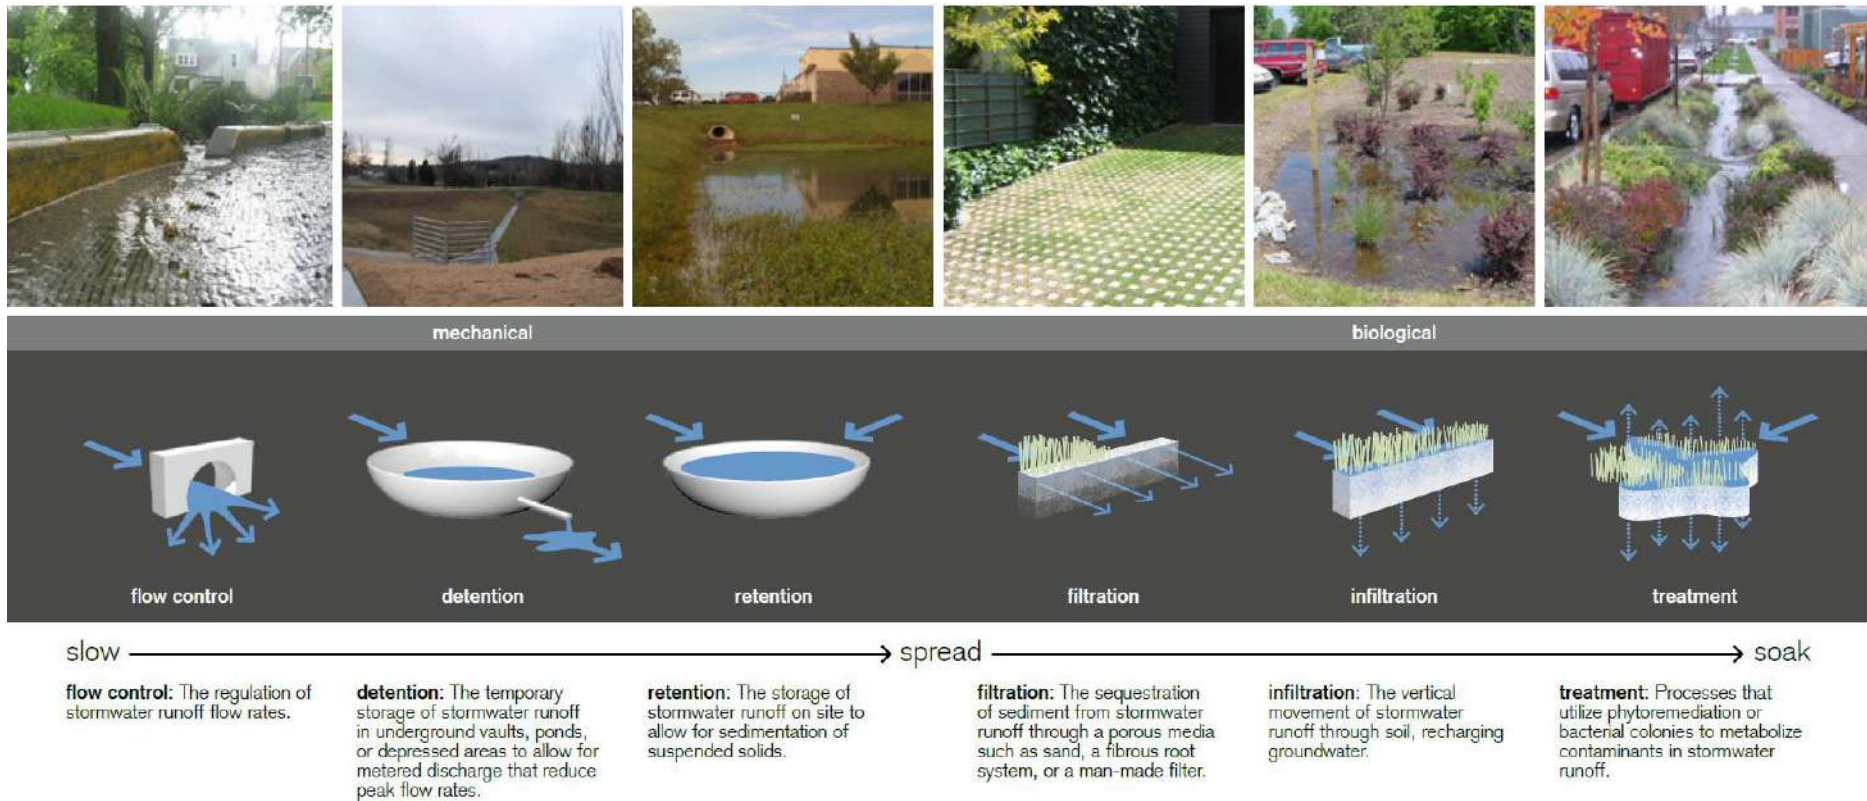 mechanical
biological
flow control
detention
retention
filtration
infiltration
treatment
slow
spread
soak
flow control: The regulation of
stormwater runoff flow rates.
detention: The temporary
storage of stormwater runoff
in underground vaults, ponds,
or depressed areas to allow for
metered discharge that reduce
peak flow rates.
retention: The storage of
stormwater runoff on site to
allow for sedimentation of
suspended solids.
filtration: The sequestration
of sediment from stormwater
runoff through a porous media
such as sand, a fibrous root
system, or a man-made filter.
infiltration: The vertical
movement of stormwater
runoff through soil, recharging
groundwater.
treatment: Processes that
utilize phytoremediation or
bacterial colonies to metabolize
contaminants in stormwater
runoff.